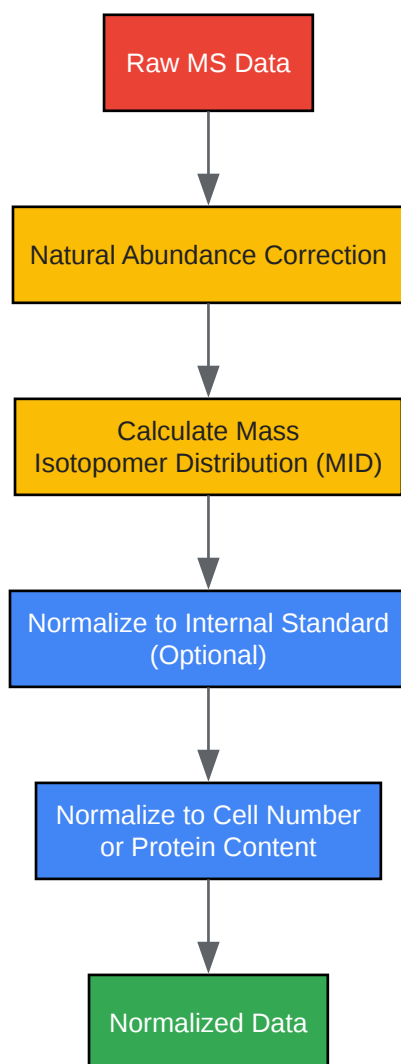 Raw MS Data
Natural Abundance Correction
Calculate Mass
Isotopomer Distribution (MID)
Normalize to Internal Standard
(Optional)
Normalize to Cell Number
or Protein Content
Normalized Data